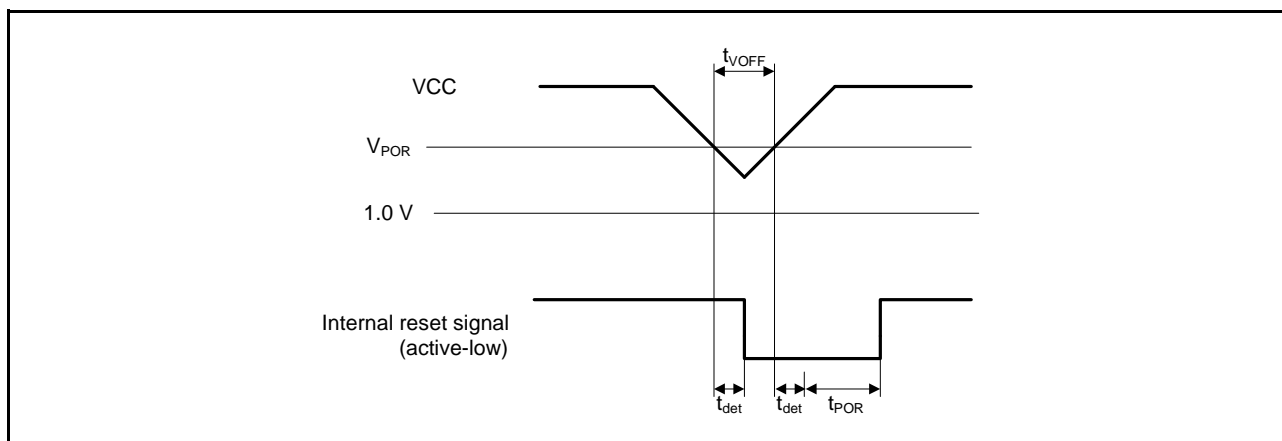 tVOFF
VCC
VPOR
1.0 V
Internal reset signal
(active-low)
tdet
tdet
tPOR